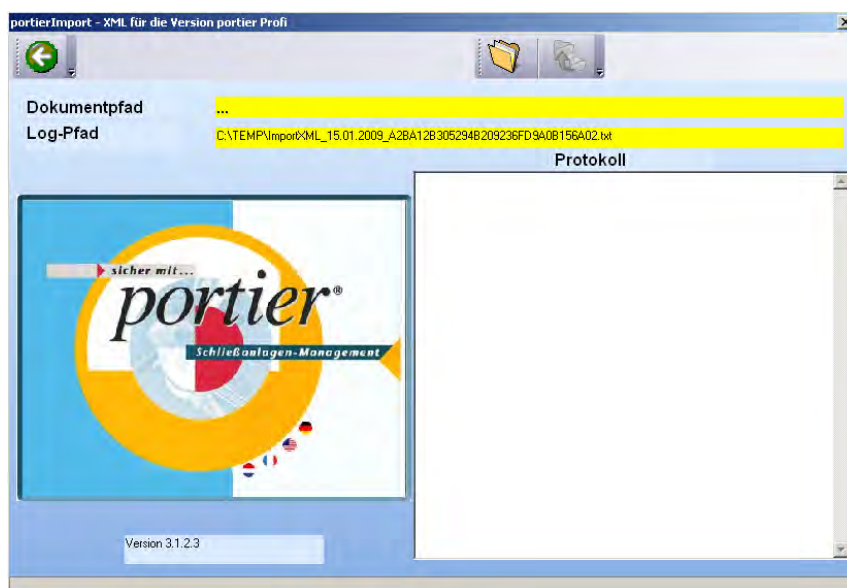 portierImport - XML für die Version portier Profi
Dokumentpfad
...
Log-Pfad
C:\TEMP\ImportXML_15.01.2009_A2BA12B305294B209236FD9A0B156A02.txt
Protokoll
sicher mit...
portier®
Schließanlagen-Management
Version 3.1.2.3